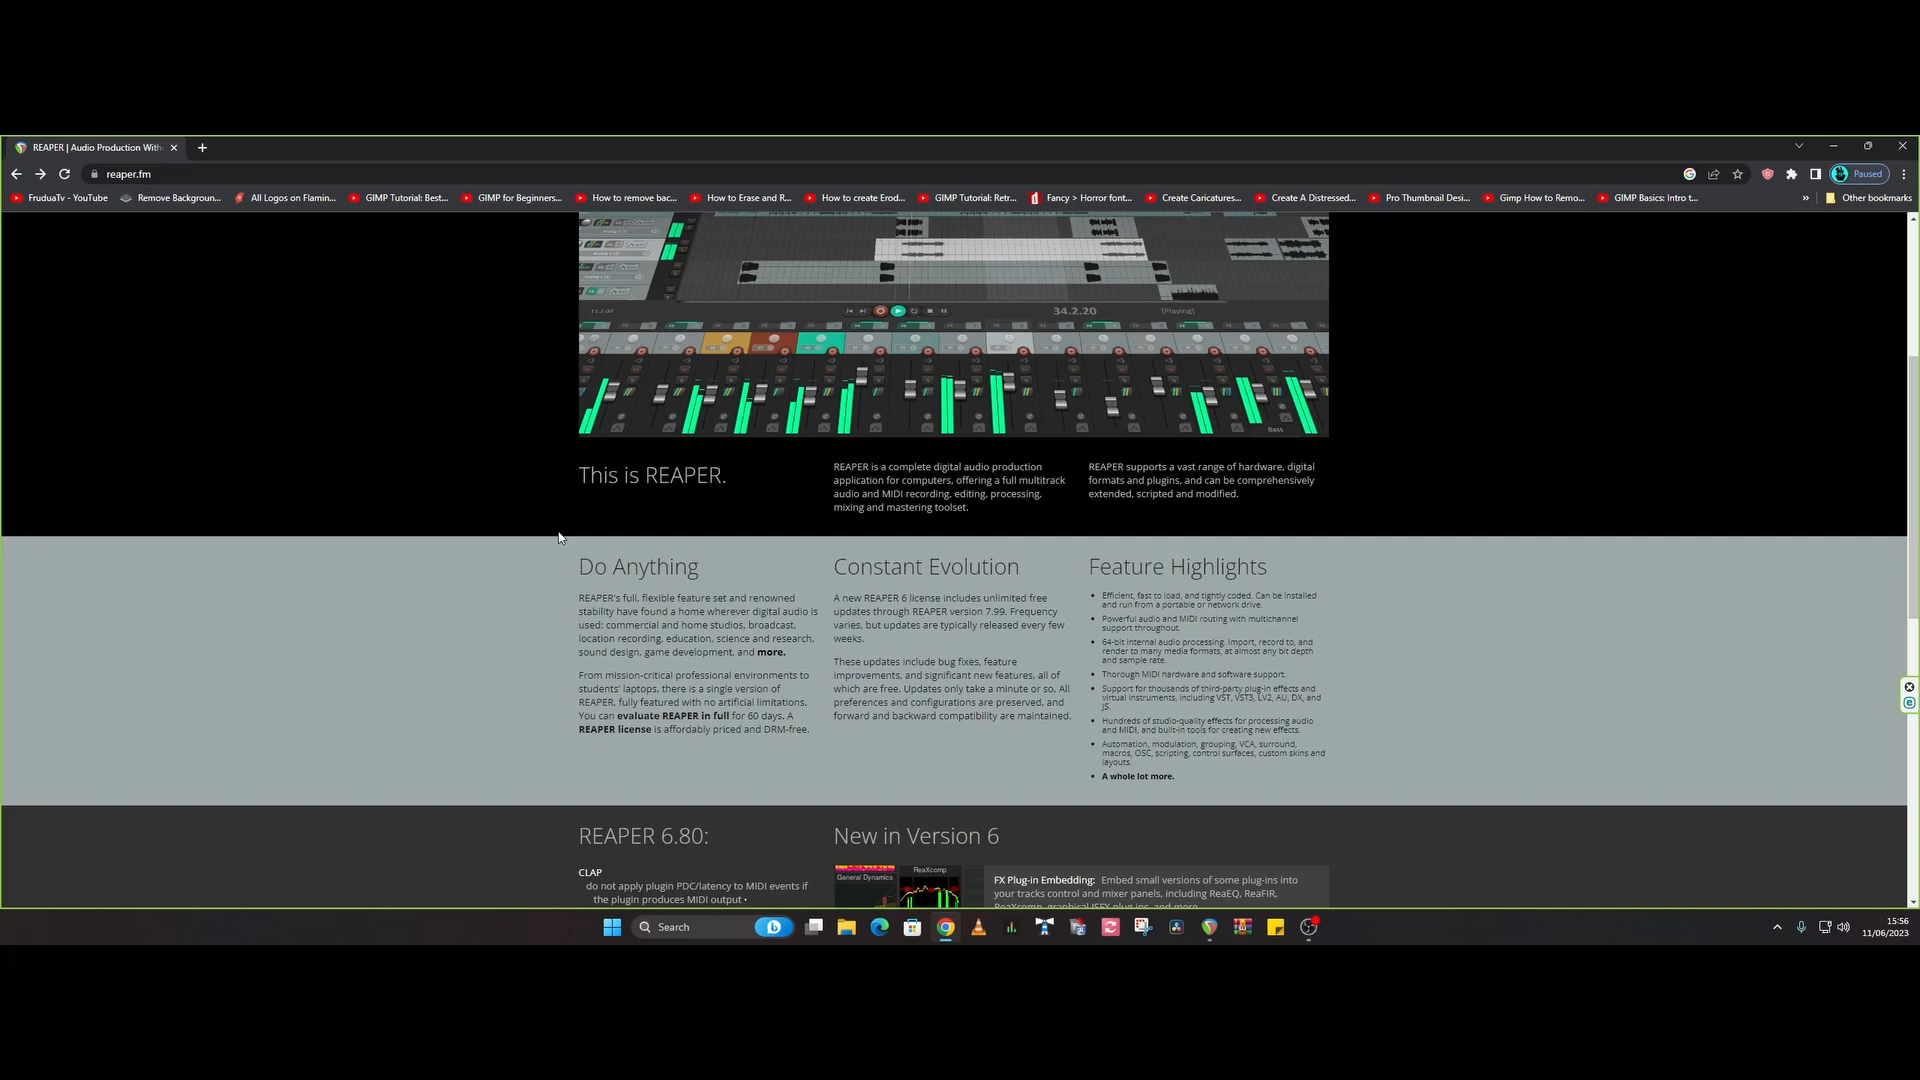 REAPER | Audio Production With
reaper.fm
Paused
FruduaTv - YouTube
Remove Backgroun...
All Logos on Flamin...
GIMP Tutorial: Best...
GIMP for Beginners...
How to remove bac...
How to Erase and R...
How to create Erod...
GIMP Tutorial: Retr...
Fancy > Horror font...
Create Caricatures...
Create A Distressed...
Pro Thumbnail Desi...
Gimp How to Remo...
GIMP Basics: Intro t...
»
Other bookmarks
34.2.20
[Playing]
Bass
This is REAPER.
REAPER is a complete digital audio production
application for computers, offering a full multitrack
audio and MIDI recording, editing, processing,
mixing and mastering toolset.
REAPER supports a vast range of hardware, digital
formats and plugins, and can be comprehensively
extended, scripted and modified.
Do Anything
REAPER's full, flexible feature set and renowned
stability have found a home wherever digital audio is
used: commercial and home studios, broadcast,
location recording, education, science and research,
sound design, game development, and more.
From mission-critical professional environments to
students' laptops, there is a single version of
REAPER, fully featured with no artificial limitations.
You can evaluate REAPER in full for 60 days. A
REAPER license is affordably priced and DRM-free.
Constant Evolution
A new REAPER 6 license includes unlimited free
updates through REAPER version 7.99. Frequency
varies, but updates are typically released every few
weeks.
These updates include bug fixes, feature
improvements, and significant new features, all of
which are free. Updates only take a minute or so. All
preferences and configurations are preserved, and
forward and backward compatibility are maintained.
Feature Highlights
• Efficient, fast to load, and tightly coded. Can be installed
and run from a portable or network drive.
• Powerful audio and MIDI routing with multichannel
support throughout.
• 64-bit internal audio processing. Import, record to, and
render to many media formats, at almost any bit depth
and sample rate.
• Thorough MIDI hardware and software support.
• Support for thousands of third-party plug-in effects and
virtual instruments, including VST, VST3, LV2, AU, DX, and
JS.
• Hundreds of studio-quality effects for processing audio
and MIDI, and built-in tools for creating new effects.
• Automation, modulation, grouping, VCA, surround,
macros, OSC, scripting, control surfaces, custom skins and
layouts.
• A whole lot more.
REAPER 6.80:
CLAP
do not apply plugin PDC/latency to MIDI events if
the plugin produces MIDI output •
New in Version 6
General Dynamics
ReaXcomp
FX Plug-in Embedding: Embed small versions of some plug-ins into
your tracks control and mixer panels, including ReaEQ, ReaFIR,
ReaXcomp, graphical JSFX plug-ins, and more.
Search
15:56
11/06/2023